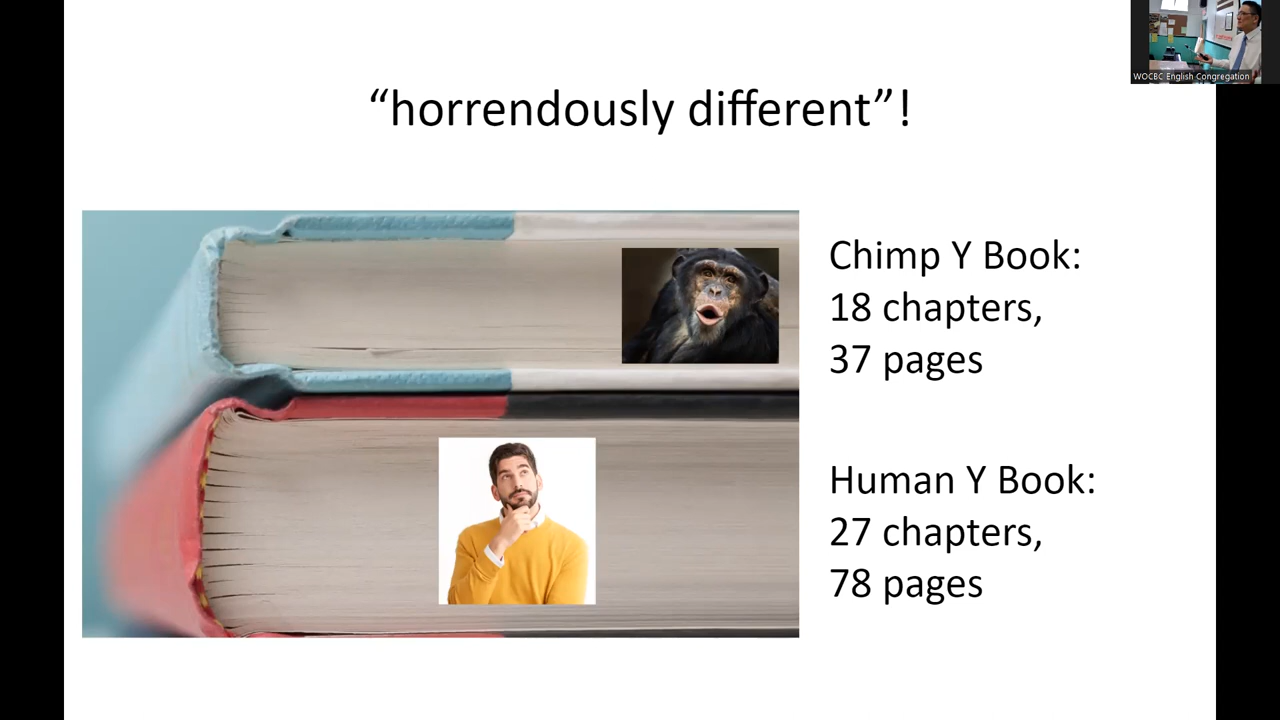 “horrendously different”!
WOCBC English Congregation
Chimp Y Book:
18 chapters,
37 pages
Human Y Book:
27 chapters,
78 pages